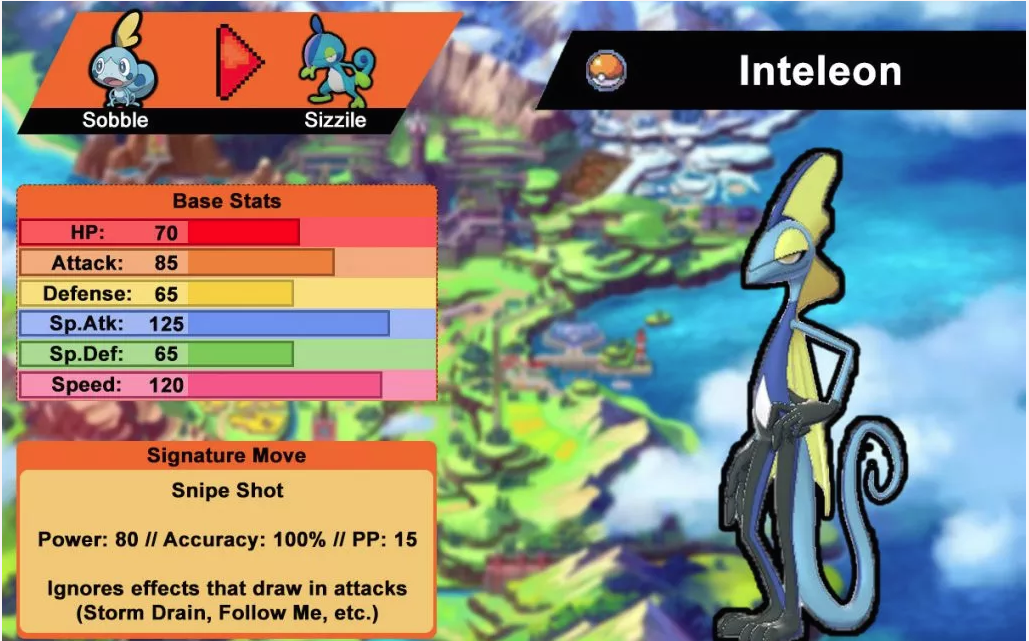 Sobble
Sizzile
Inteleon
Base Stats
HP: 70
Attack: 85
Defense: 65
Sp.Atk: 125
Sp.Def: 65
Speed: 120
Signature Move
Snipe Shot
Power: 80 // Accuracy: 100% // PP: 15
Ignores effects that draw in attacks
(Storm Drain, Follow Me, etc.)